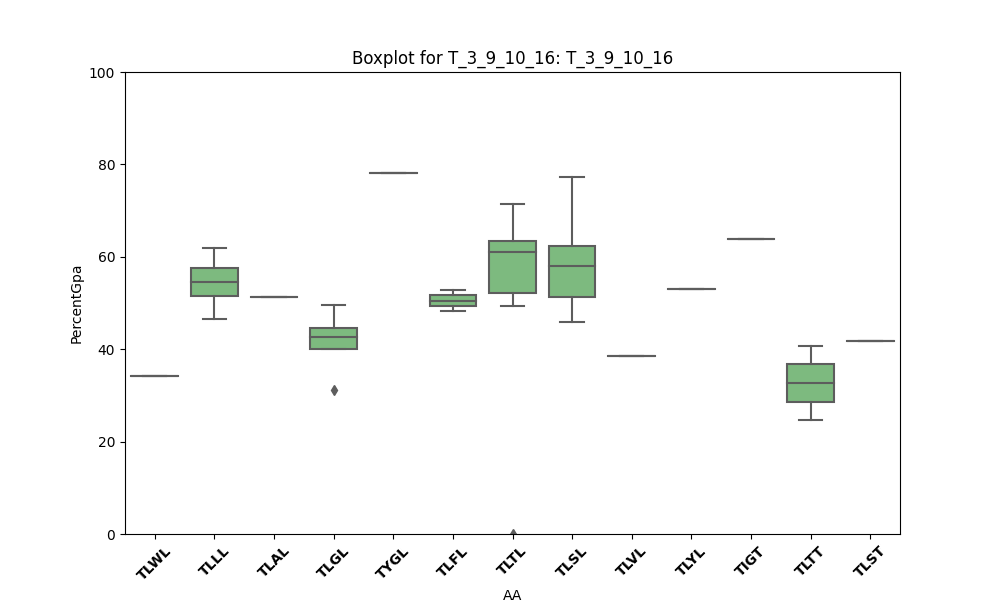 Boxplot for T_3_9_10_16: T_3_9_10_16
100
80
60
40
20
0
PercentGpa
TLWL
TLLL
TLAL
TLGL
TYGL
TLFL
TLTL
TLSL
TLVL
TLYL
TIGT
TLTT
TLST
AA